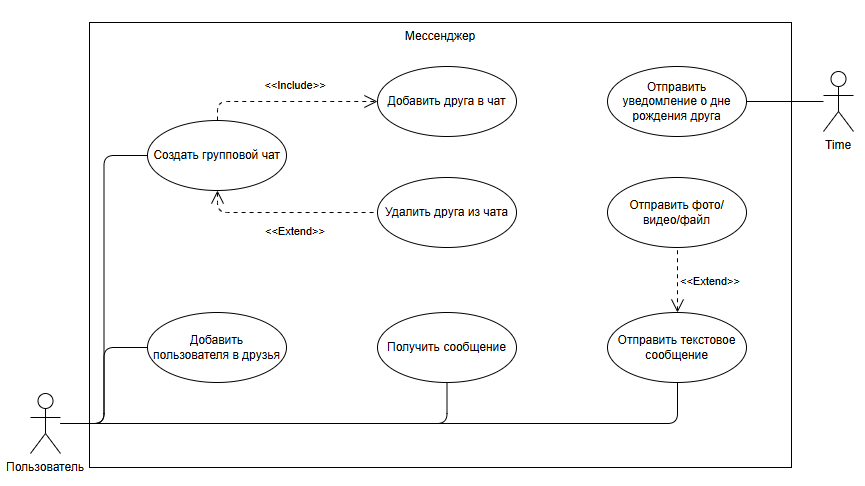 Мессенджер
<<Include>>
Добавить друга в чат
Отправить
уведомление о дне
рождения друга
Time
Создать групповой чат
Удалить друга из чата
<<Extend>>
Отправить фото/
видео/файл
<<Extend>>
Добавить
пользователя в друзья
Получить сообщение
Отправить текстовое
сообщение
Пользователь